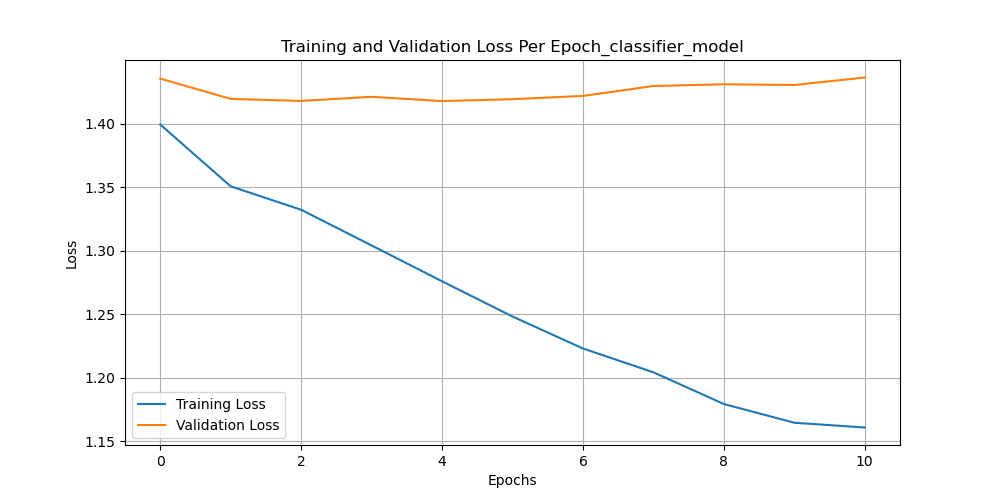 Training and Validation Loss Per Epoch_classifier_model
1.40
1.35
1.30
1.25
1.20
1.15
Loss
Training Loss
Validation Loss
0
2
4
6
8
10
Epochs